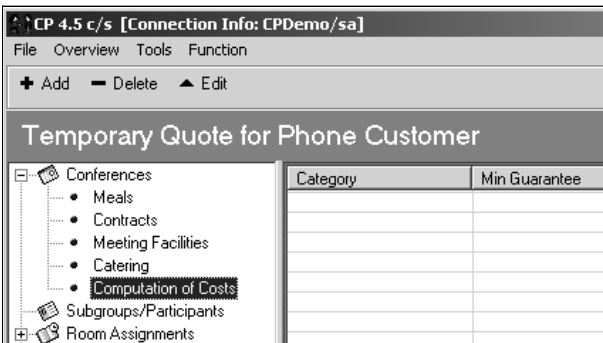 CP 4.5 c/s [Connection Info: CPDemo/sa]
File Overview Tools Function
Add Delete Edit
Temporary Quote for Phone Customer
Conferences
Meals
Contracts
Meeting Facilities
Catering
Computation of Costs
Subgroups/Participants
Room Assignments
Category Min Guarantee